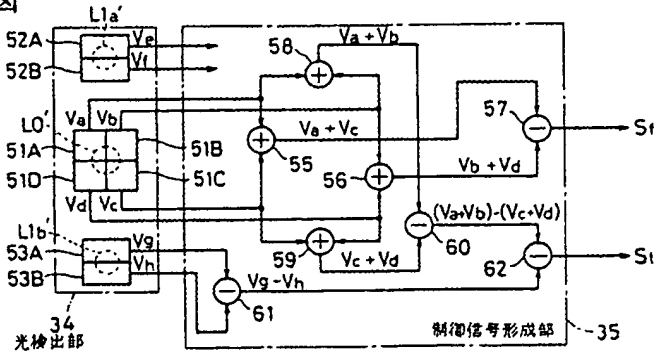 図
L1a'
52A
Ve
52B
Vf
58
Va+Vb
57
Sf
Va
Vb
L0'
51A
51B
55
Va+Vc
51D
51C
56
Vb+Vd
Vd
Vc
(Va+Vb)-(Vc+Vd)
L1b'
59
60
62
St
Vc+Vd
53A
Vg
53B
Vh
Vg-Vh
61
34
光検出部
制御信号形成部
35